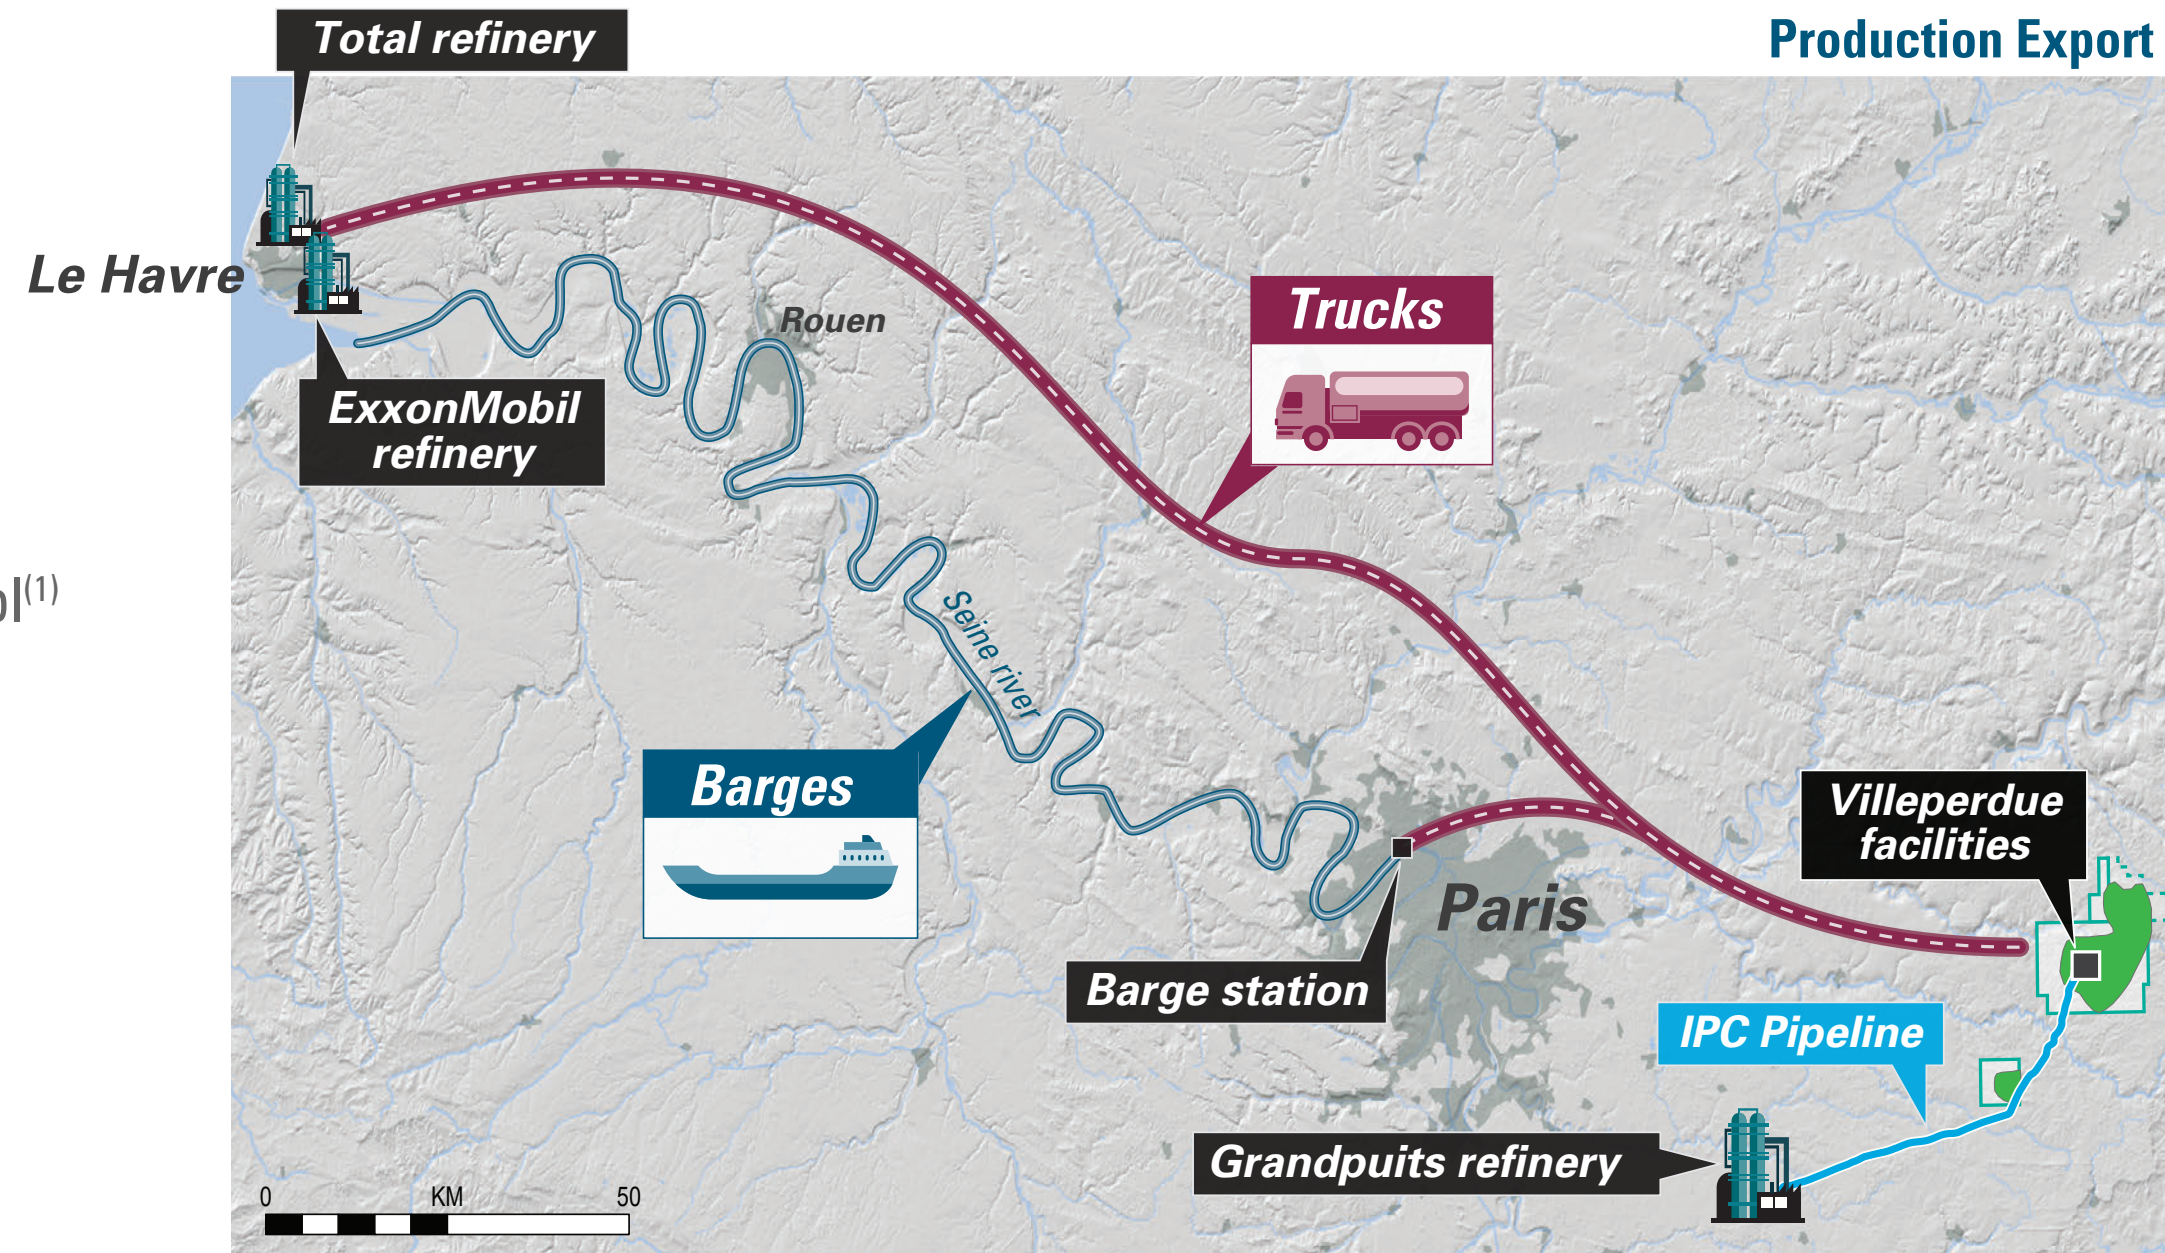 Total refinery
Production Export
Le Havre
Rouen
Trucks
ExxonMobil
refinery
(1)
Seine river
Barges
Villeperdue
facilities
Paris
Barge station
IPC Pipeline
Grandpuits refinery
0 KM 50